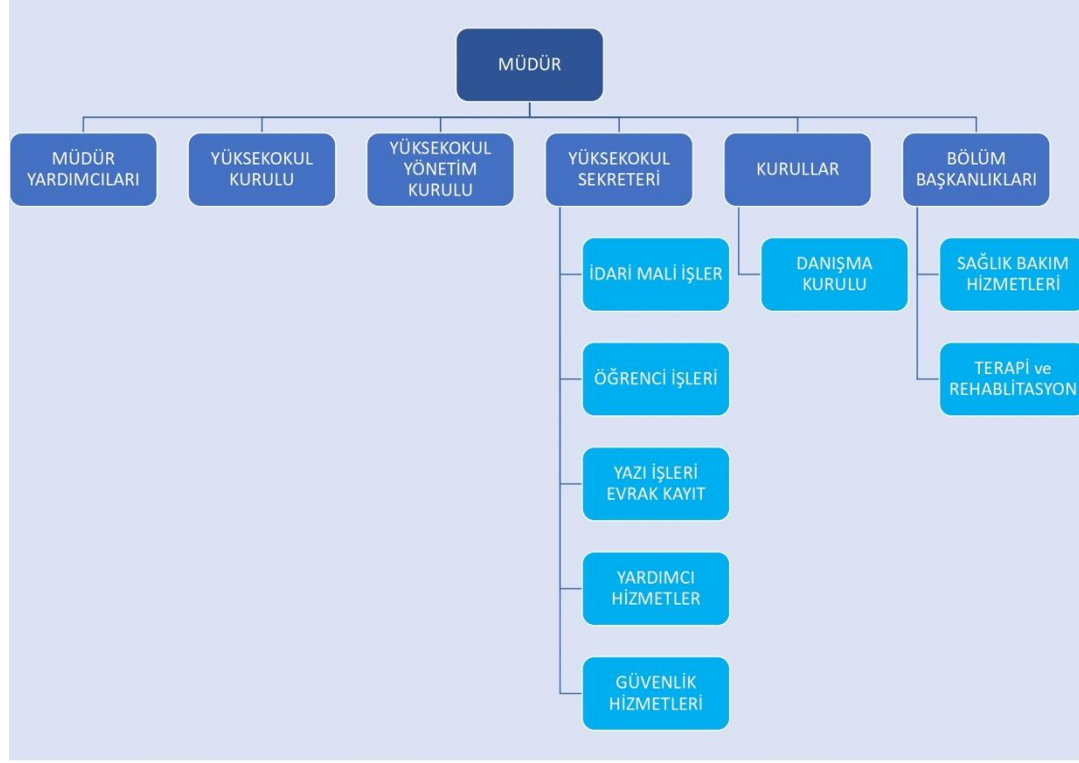 MÜDÜR
MÜDÜR
YARDIMCILARI
YÜKSEKOKUL
KURULU
YÜKSEKOKUL
YÖNETİM
KURULU
YÜKSEKOKUL
SEKRETERİ
KURULLAR
BÖLÜM
BAŞKANLIKLARI
İDARİ MALİ İŞLER
ÖĞRENCİ İŞLERİ
YAZI İŞLERİ
EVRAK KAYIT
YARDIMCI
HİZMETLER
GÜVENLİK
HİZMETLERİ
DANIŞMA
KURULU
SAĞLIK BAKIM
HİZMETLERİ
TERAPİ ve
REHABLİTASYON